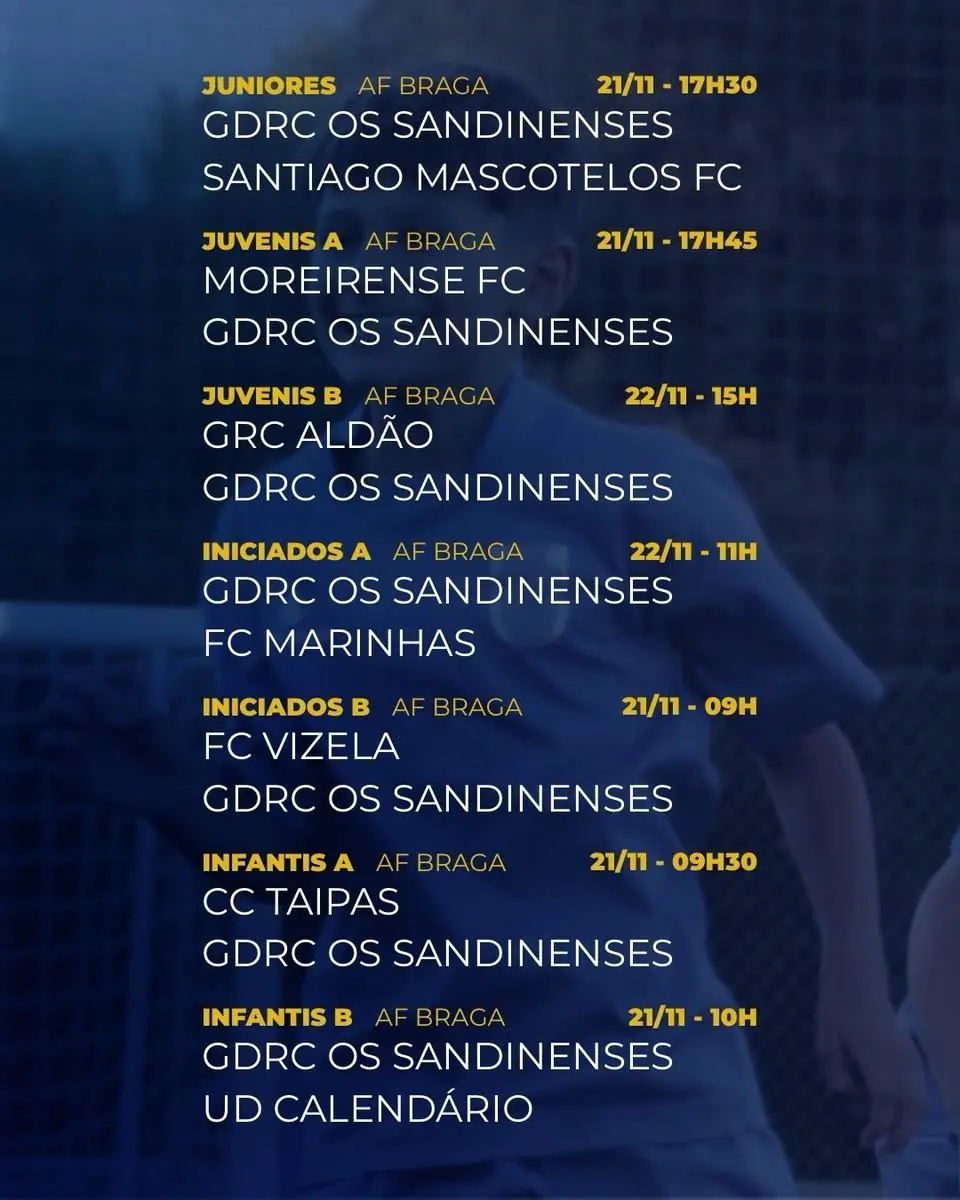 JUNIORES AF BRAGA 21/11 - 17H30
GDRC OS SANDINENSES
SANTIAGO MASCOTELOS FC
JUVENIS A AF BRAGA 21/11 - 17H45
MOREIRENSE FC
GDRC OS SANDINENSES
JUVENIS B AF BRAGA 22/11 - 15H
GRC ALDÃO
GDRC OS SANDINENSES
INICIADOS A AF BRAGA 22/11 - 11H
GDRC OS SANDINENSES
FC MARINHAS
INICIADOS B AF BRAGA 21/11 - 09H
FC VIZELA
GDRC OS SANDINENSES
INFANTIS A AF BRAGA 21/11 - 09H30
CC TAIPAS
GDRC OS SANDINENSES
INFANTIS B AF BRAGA 21/11 - 10H
GDRC OS SANDINENSES
UD CALENDÁRIO